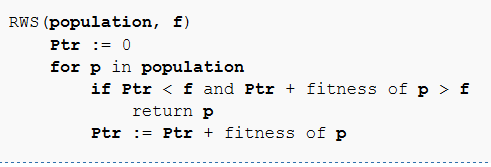 RWS(population, f)
Ptr := 0
for p in population
if Ptr < f and Ptr + fitness of p > f
return p
Ptr := Ptr + fitness of p